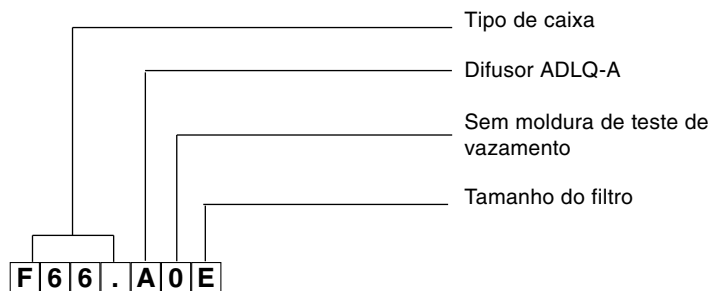 Tipo de caixa
Difusor ADLQ-A
Sem moldura de teste de
vazamento
Tamanho do filtro
F66.A0E